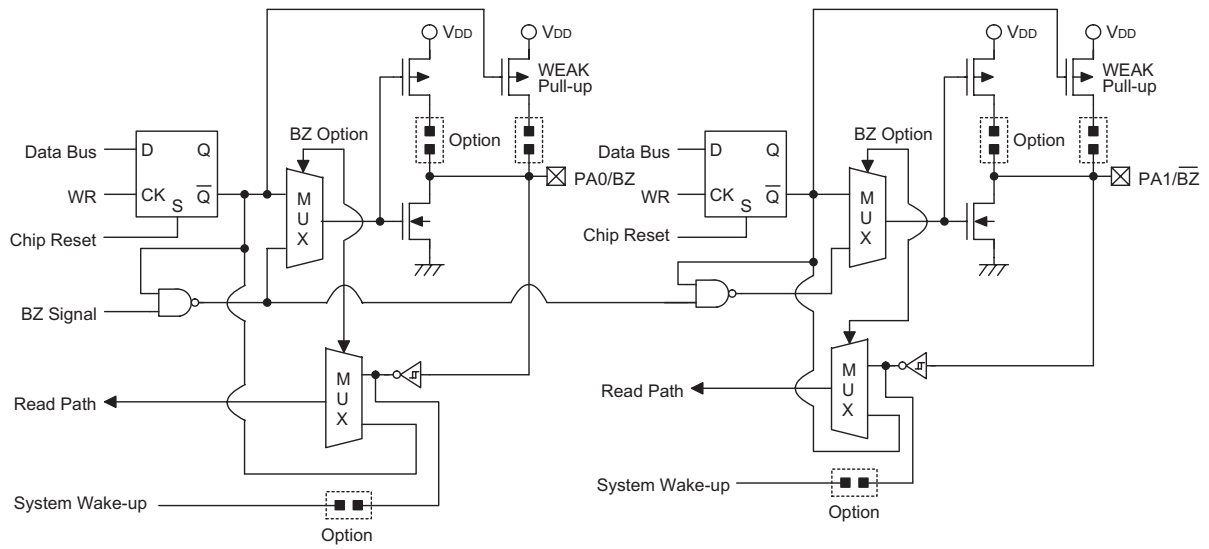 VDD
VDD
WEAK
Pull-up
BZ Option
Option
Data Bus
D
Q
WR
CK
S
Q̅
Chip Reset
M
U
X
PA0/BZ
BZ Signal
M
U
X
Read Path
System Wake-up
Option
VDD
VDD
WEAK
Pull-up
BZ Option
Option
Data Bus
D
Q
WR
CK
S
Q̅
Chip Reset
M
U
X
PA1/B̅Z̅
M
U
X
Read Path
System Wake-up
Option